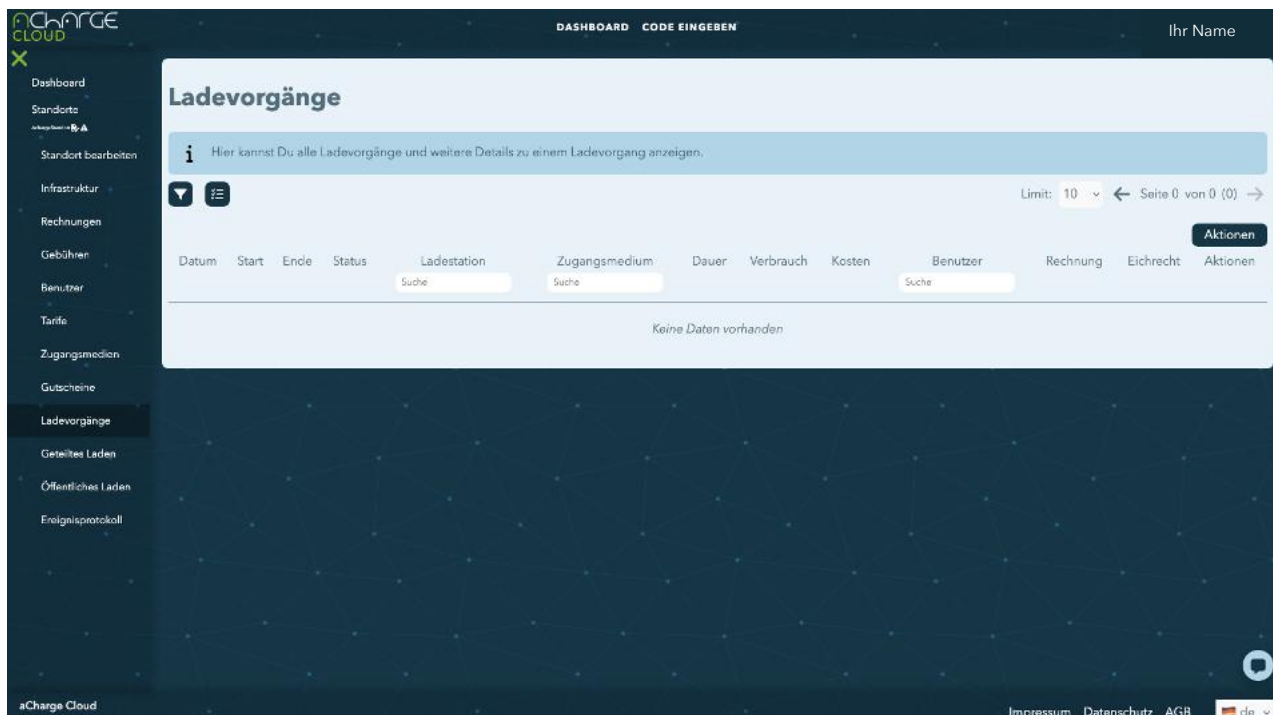 aCharGe
CLOUD
DASHBOARD CODE EINGEBEN
Ihr Name
Dashboard
Standorte
Standort bearbeiten
Infrastruktur
Rechnungen
Gebühren
Benutzer
Tarife
Zugangsmedien
Gutscheine
Ladevorgänge
Geteiltes Laden
Öffentliches Laden
Ereignisprotokoll
Ladevorgänge
Hier kannst Du alle Ladevorgänge und weitere Details zu einem Ladevorgang anzeigen.
Limit: 10 Seite 0 von 0 (0)
Aktionen
Datum Start Ende Status Ladestation Zugangsmedium Dauer Verbrauch Kosten Benutzer Rechnung Eichrecht Aktionen
Suche Suche Suche
Keine Daten vorhanden
aCharge Cloud
Impressum Datenschutz AGB de